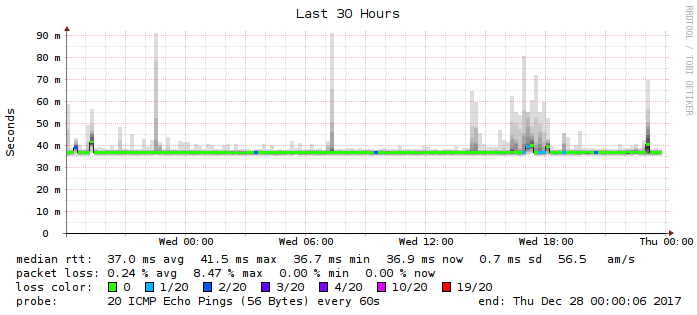 Last 30 Hours
RRDTOOL / TOBI OETIKER
Seconds
90 m
80 m
70 m
60 m
50 m
40 m
30 m
20 m
10 m
0
Wed 00:00 Wed 06:00 Wed 12:00 Wed 18:00 Thu 00:00
median rtt: 37.0 ms avg 41.5 ms max 36.7 ms min 36.9 ms now 0.7 ms sd 56.5 am/s
packet loss: 0.24 % avg 8.47 % max 0.00 % min 0.00 % now
loss color: 0 1/20 2/20 3/20 4/20 10/20 19/20
probe: 20 ICMP Echo Pings (56 Bytes) every 60s end: Thu Dec 28 00:00:06 2017